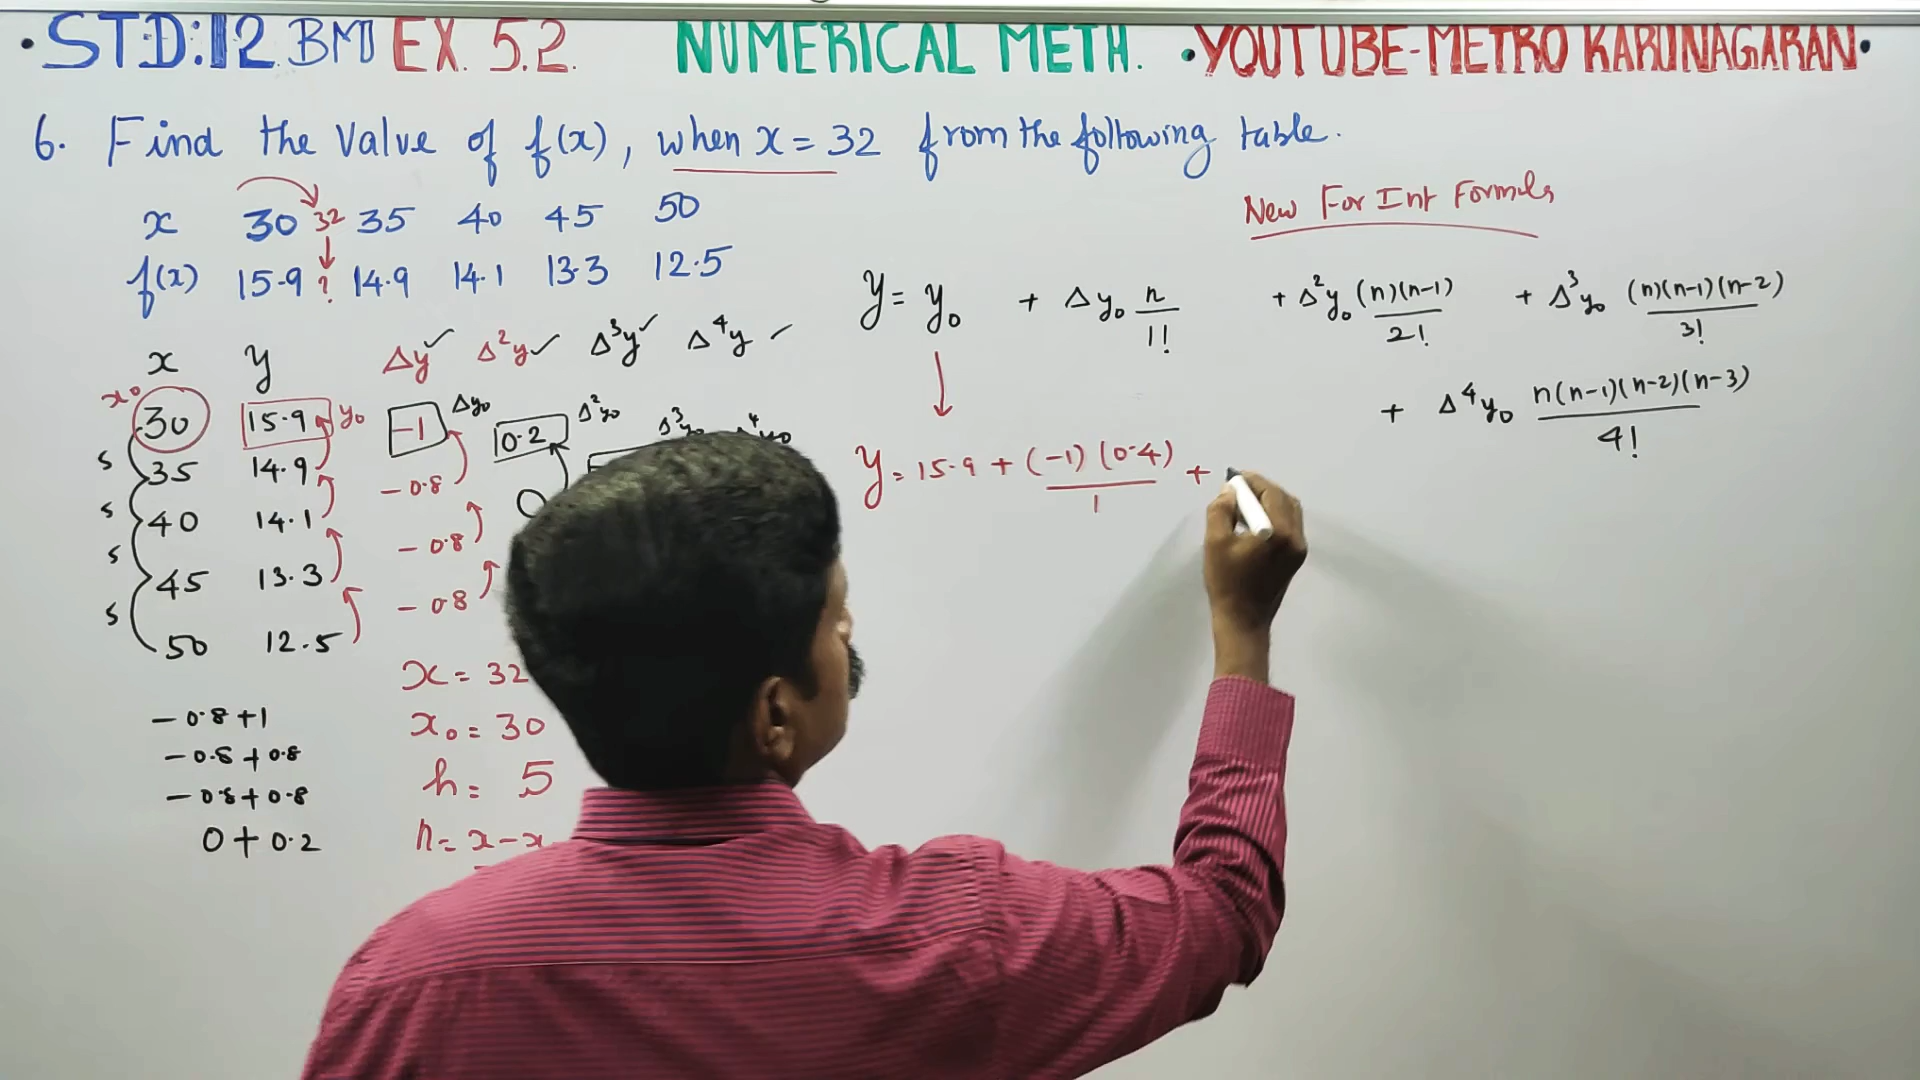 • STD:12 BM EX. 5.2. NUMERICAL METH. • YOUTUBE-METRO KARUNAGARAN •
6. Find the Value of f(x), when x = 32 from the following table.
x 30 32 35 40 45 50
f(x) 15.9 ? 14.9 14.1 13.3 12.5
New For Int Formula
y = y₀ + Δy₀ n/1! + Δ²y₀ (n)(n-1)/2! + Δ³y₀ (n)(n-1)(n-2)/3!
+ Δ⁴y₀ n(n-1)(n-2)(n-3)/4!
y = 15.9 + (-1)(0.4)/1 +
x y Δy ✓ Δ²y ✓ Δ³y ✓ Δ⁴y ✓
x₀ 30 15.9 y₀ -1 Δy₀ 0.2 Δ²y₀ Δ³y₀ Δ⁴y₀
5 35 14.9 -0.8 0
5 40 14.1 -0.8
5 45 13.3 -0.8
5 50 12.5
x = 32
x₀ = 30
h = 5
n = x-x
-0.8+1
-0.8+0.8
-0.8+0.8
0+0.2